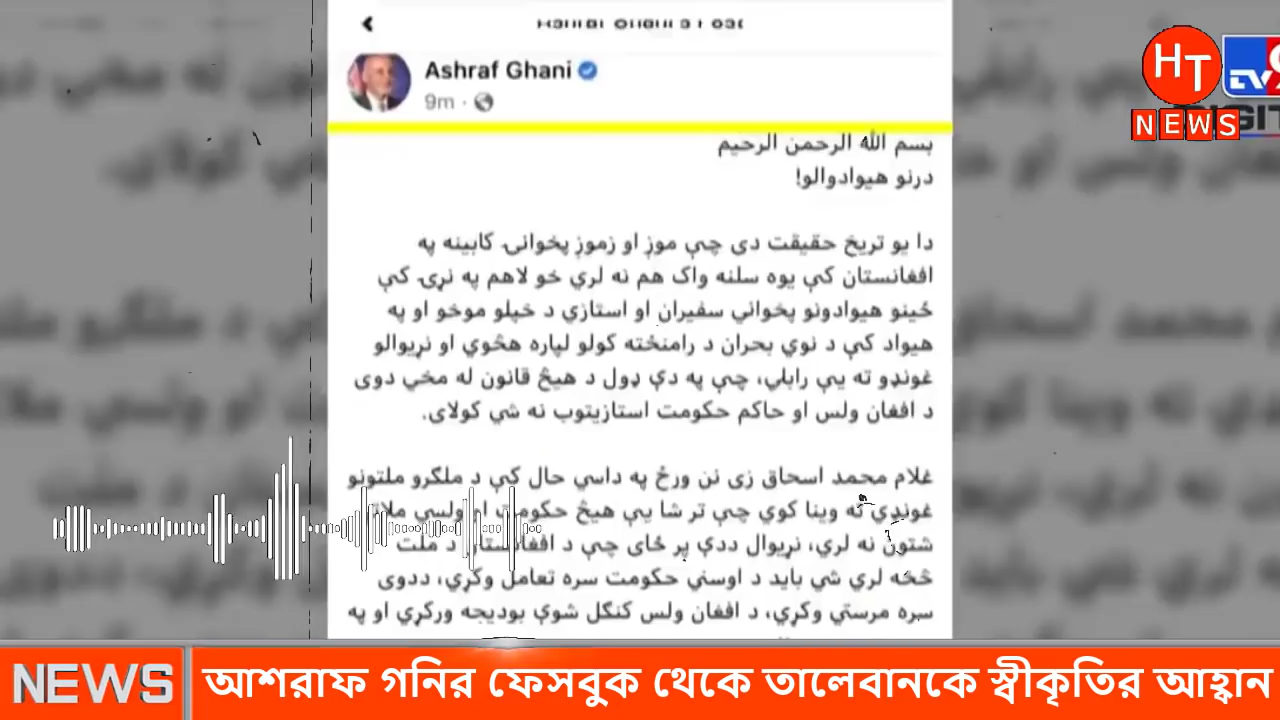 Ashraf Ghani
9m
HT
NEWS
TV9
بسم الله الرحمن الرحیم
درنو هیوادوالو!
دا یو تریخ حقیقت دی چې موږ او زموږ پخوانۍ کابینه په
افغانستان کې یوه سلنه واک هم نه لري خو لاهم په نړۍ کې
ځینو هیوادونو پخواني سفیران او استازي د خپلو موخو او په
هیواد کې د نوي بحران د رامنځته کولو لپاره هڅوي او نړیوالو
غونډو ته یې رابلي، چې په دې ډول د هیڅ قانون له مخي دوی
د افغان ولس او حاکم حکومت استازیتوب نه شي کولای.
غلام محمد اسحاق زی نن ورځ په داسي حال کې د ملګرو ملتونو
غونډې ته وینا کوي چې تر شا یې هیڅ حکومت او ولسي ملاتړ
شتون نه لري، نړیوال ددې پر ځای چې د افغانستان د ملت
څخه لري شي باید د اوسني حکومت سره تعامل وکړي، ددوی
سره مرستي وکړي، د افغان ولس کنګل شوې بودیجه ورکړي او په
NEWS
আশরাফ গনির ফেসবুক থেকে তালেবানকে স্বীকৃতির আহ্বান